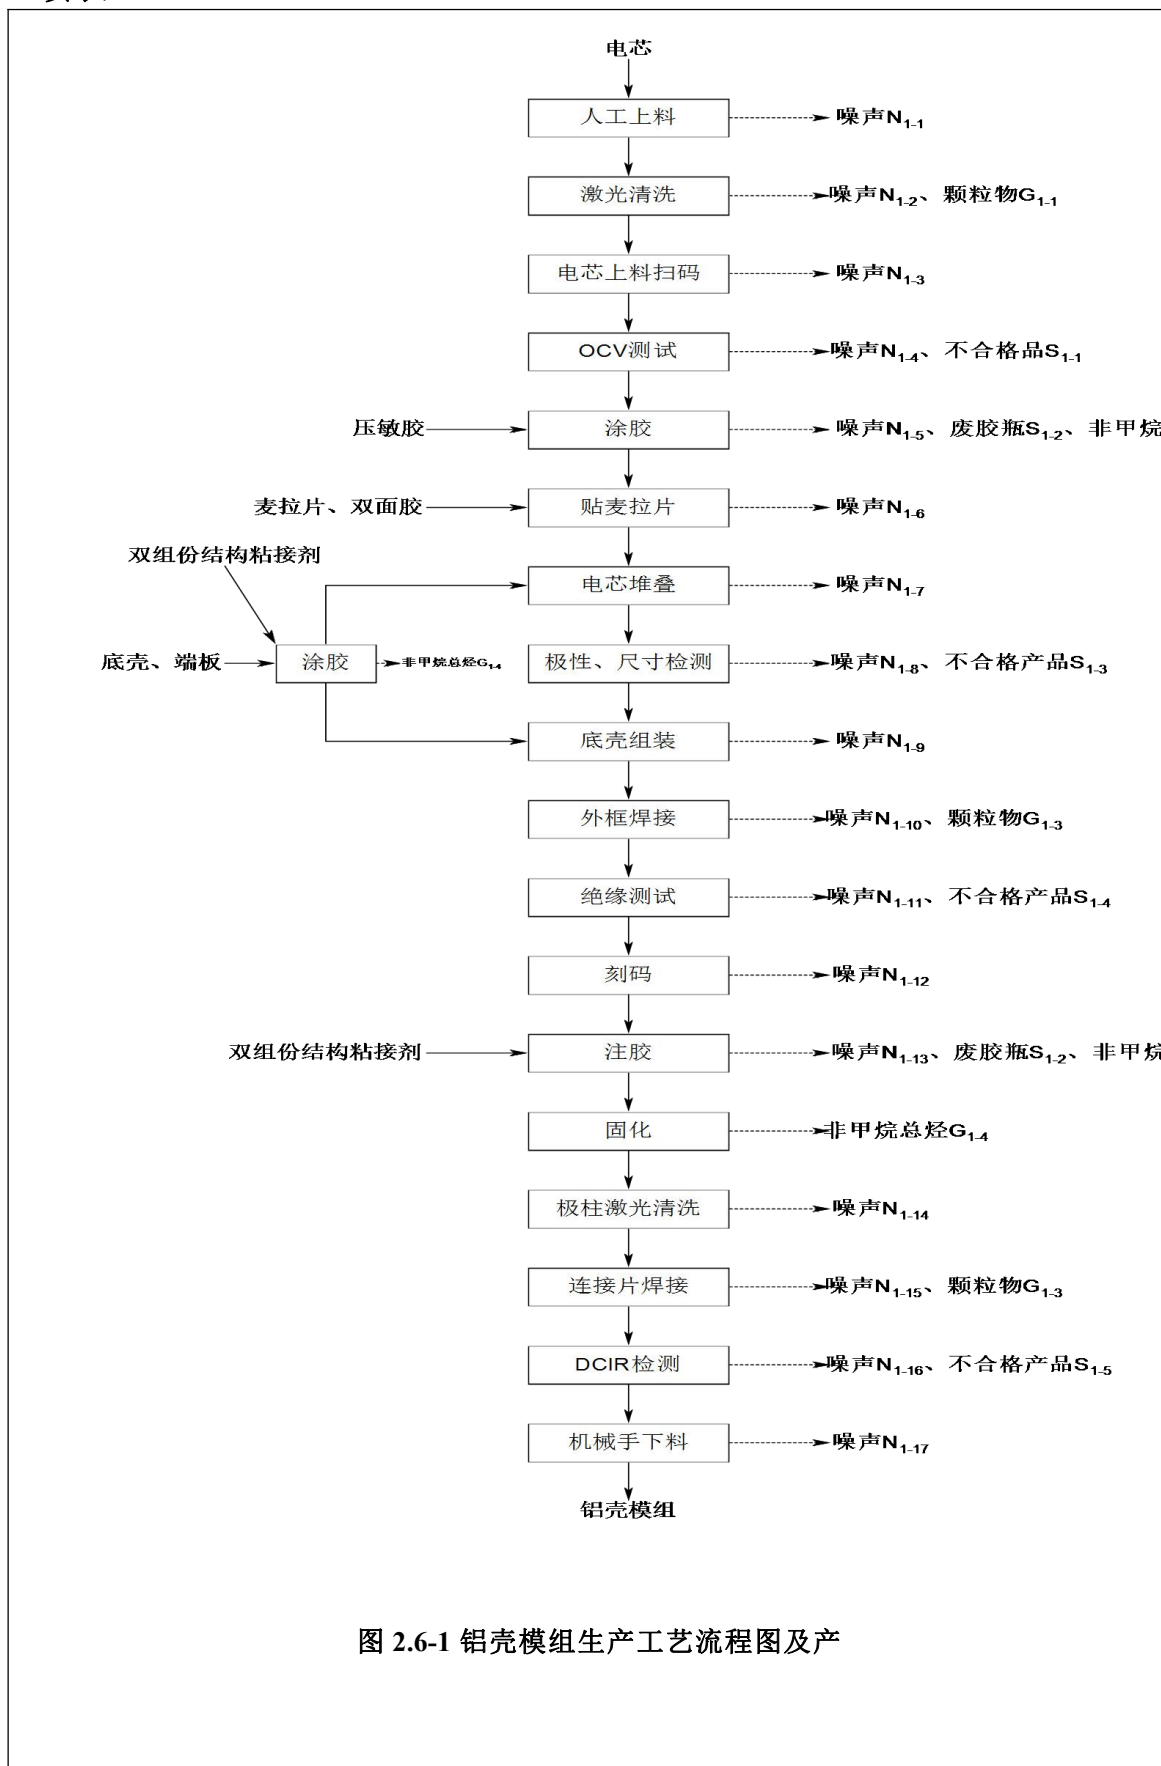 电芯
人工上料 噪声N1-1
激光清洗 噪声N1-2、颗粒物G1-1
电芯上料扫码 噪声N1-3
OCV测试 噪声N1-4、不合格品S1-1
压敏胶 涂胶 噪声N1-5、废胶瓶S1-2、非甲烷
麦拉片、双面胶 贴麦拉片 噪声N1-6
双组份结构粘接剂
电芯堆叠 噪声N1-7
底壳、端板 涂胶 非甲烷总烃G1-4 极性、尺寸检测 噪声N1-8、不合格产品S1-3
底壳组装 噪声N1-9
外框焊接 噪声N1-10、颗粒物G1-3
绝缘测试 噪声N1-11、不合格产品S1-4
刻码 噪声N1-12
双组份结构粘接剂 注胶 噪声N1-13、废胶瓶S1-2、非甲烷
固化 非甲烷总烃G1-4
极柱激光清洗 噪声N1-14
连接片焊接 噪声N1-15、颗粒物G1-3
DCIR检测 噪声N1-16、不合格产品S1-5
机械手下料 噪声N1-17
铝壳模组
图 2.6-1 铝壳模组生产工艺流程图及产